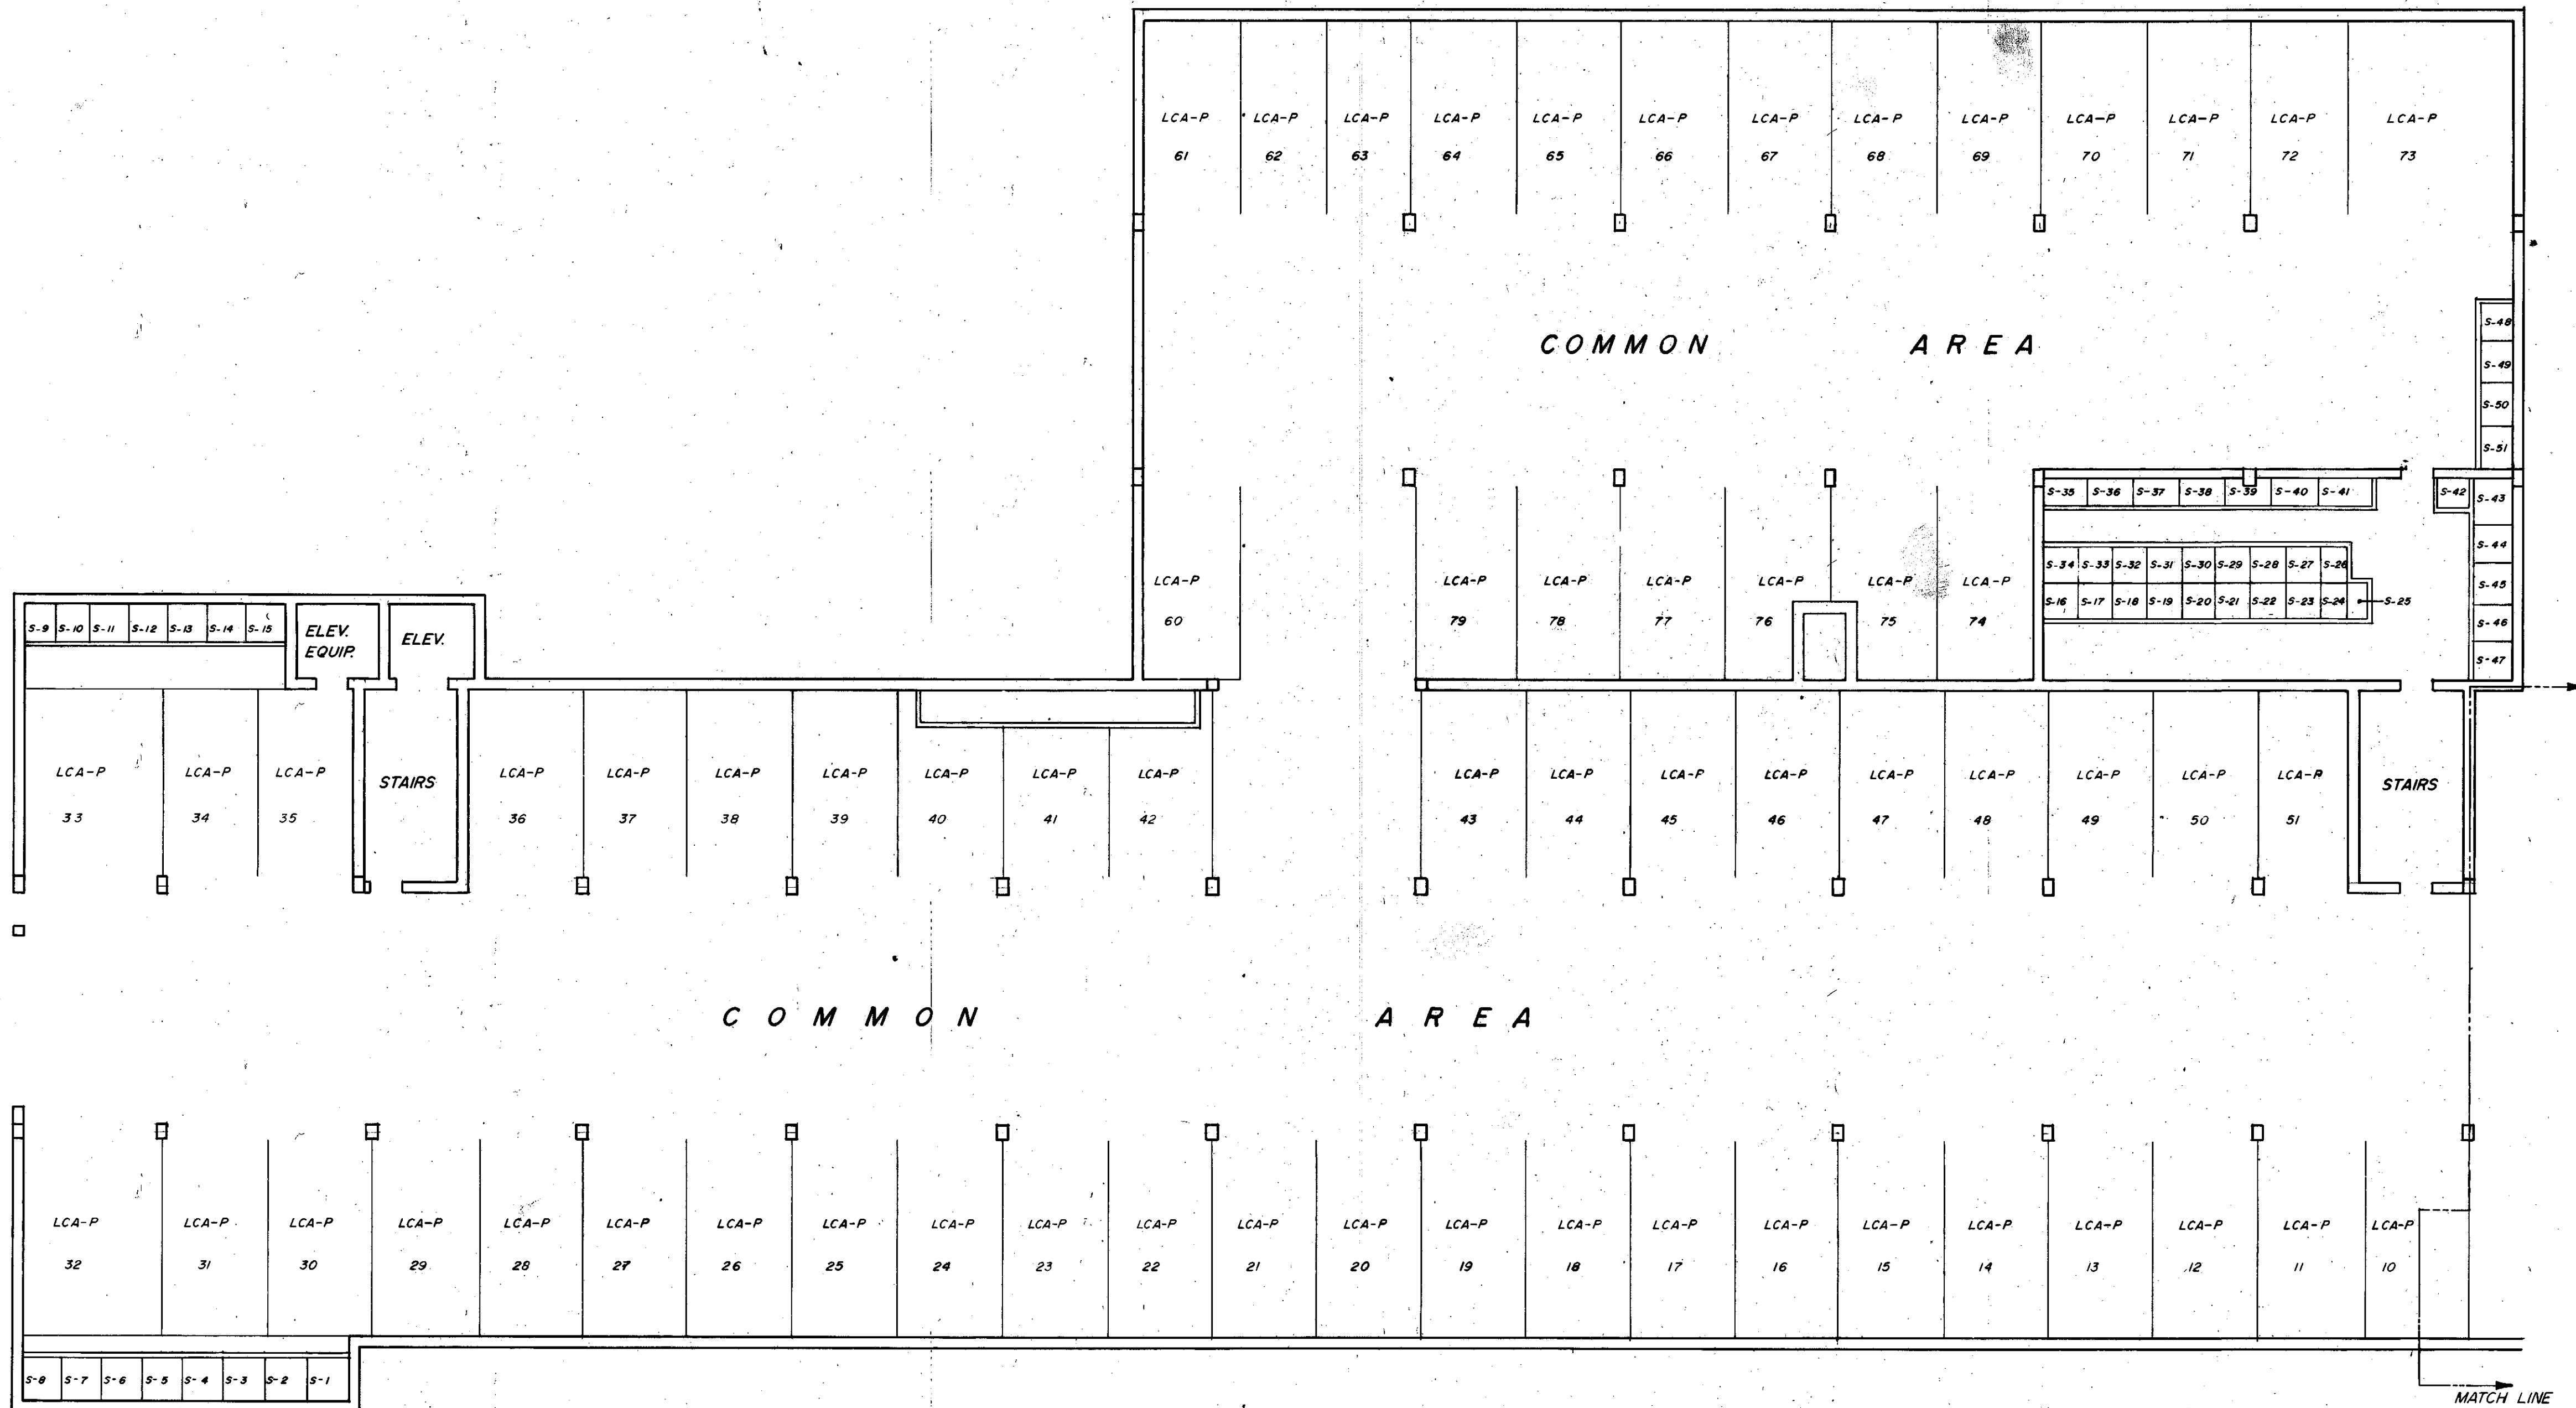 LCA-P LCA-P LCA-P LCA-P LCA-P LCA-P LCA-P LCA-P LCA-P LCA-P LCA-P LCA-P LCA-P
61 62 63 64 65 66 67 68 69 70 71 72 73
COMMON AREA
S-48
S-49
S-50
S-51
S-35 S-36 S-37 S-38 S-39 S-40 S-41 S-42 S-43
S-44
S-34 S-33 S-32 S-31 S-30 S-29 S-28 S-27 S-26
S-45
LCA-P LCA-P LCA-P LCA-P LCA-P LCA-P LCA-P
S-16 S-17 S-18 S-19 S-20 S-21 S-22 S-23 S-24 S-25
60 79 78 77 76 75 74
S-46
S-47
S-9 S-10 S-11 S-12 S-13 S-14 S-15
ELEV.
EQUIP.
ELEV.
LCA-P LCA-P LCA-P LCA-P LCA-P LCA-P LCA-P LCA-P LCA-P LCA-P LCA-P LCA-P LCA-P LCA-P LCA-P LCA-P LCA-P LCA-P LCA-P
STAIRS STAIRS
33 34 35 36 37 38 39 40 41 42 43 44 45 46 47 48 49 50 51
COMMON AREA
LCA-P LCA-P LCA-P LCA-P LCA-P LCA-P LCA-P LCA-P LCA-P LCA-P LCA-P LCA-P LCA-P LCA-P LCA-P LCA-P LCA-P LCA-P LCA-P LCA-P LCA-P LCA-P LCA-P
32 31 30 29 28 27 26 25 24 23 22 21 20 19 18 17 16 15 14 13 12 11 10
S-8 S-7 S-6 S-5 S-4 S-3 S-2 S-1
MATCH LINE